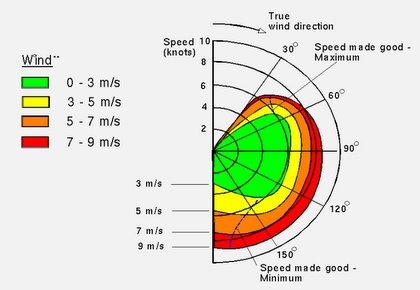 True
wind direction
Speed
(knots)
10
8
6
4
2
30°
Speed made good -
Maximum
60°
90°
120°
150°
Wind¨
0 - 3 m/s
3 - 5 m/s
5 - 7 m/s
7 - 9 m/s
3 m/s
5 m/s
7 m/s
9 m/s
Speed made good -
Minimum